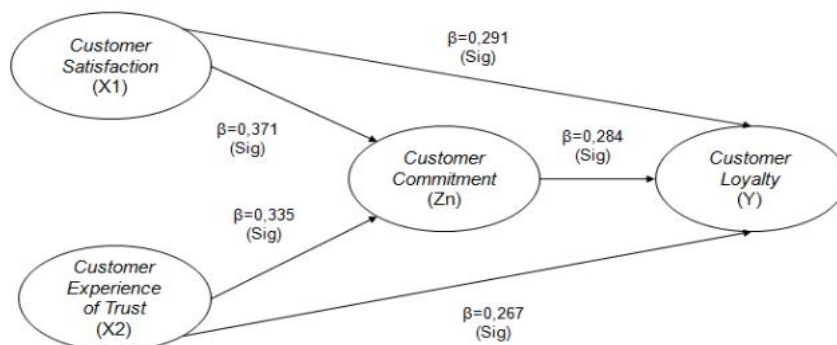 Customer
Satisfaction
(X1)
β=0,291
(Sig)
β=0,371
(Sig)
Customer
Commitment
(Zn)
β=0,284
(Sig)
Customer
Loyalty
(Y)
β=0,335
(Sig)
Customer
Experience
of Trust
(X2)
β=0,267
(Sig)